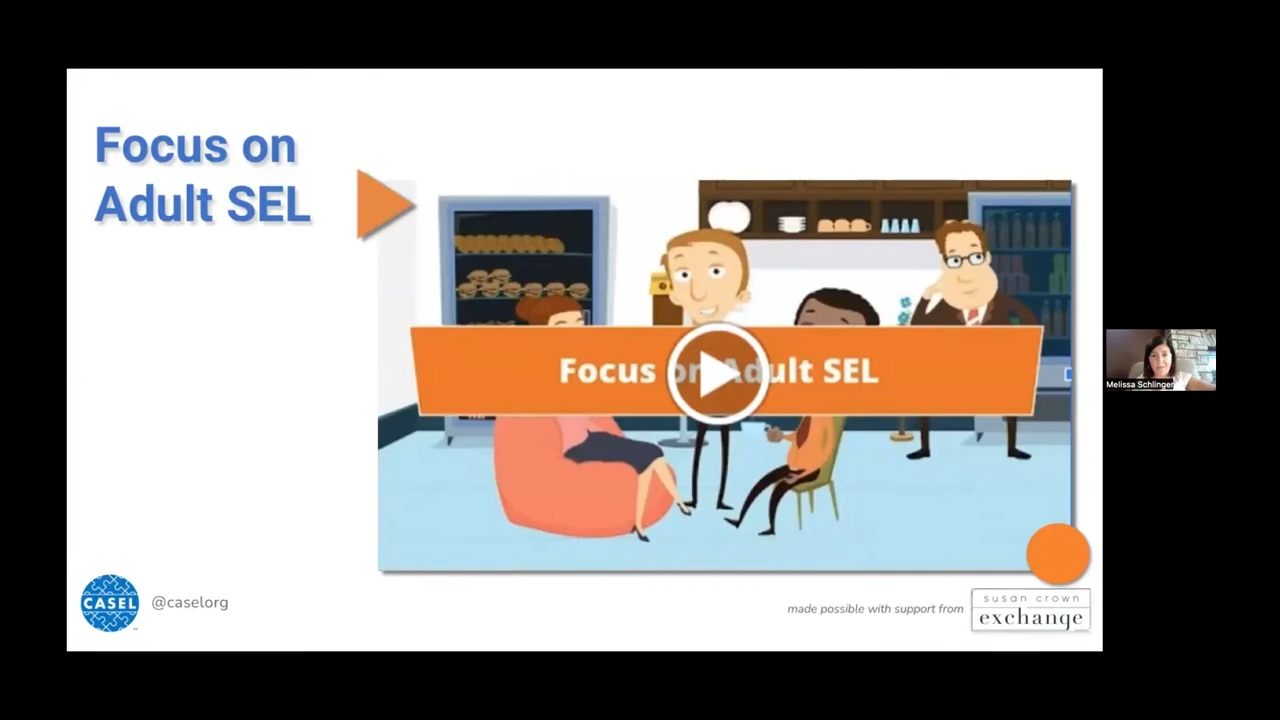 Focus on
Adult SEL
Focus on Adult SEL
CASEL
@caselorg
made possible with support from
susan crown
exchange
Melissa Schlinger